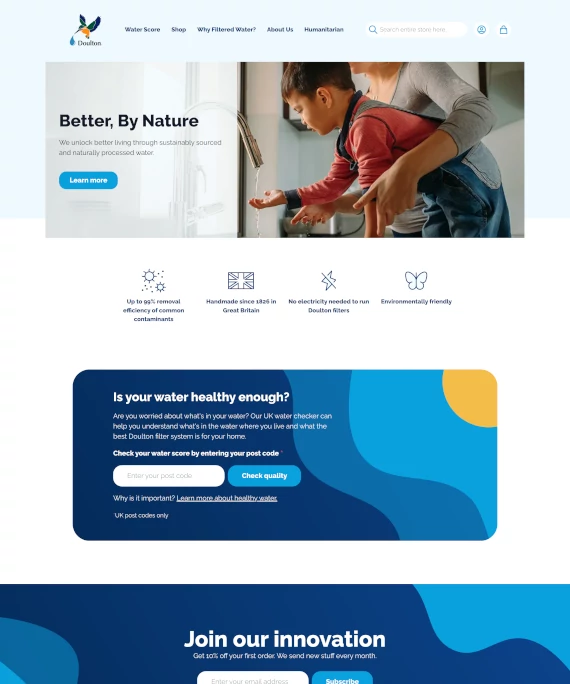 Doulton
Water Score
Shop
Why Filtered Water?
About Us
Humanitarian
Search entire store here
Better, By Nature
We unlock better living through sustainably sourced
and naturally processed water
Learn more
Up to 99% removal
efficiency of common
contaminants
Handmade since 1826 in
Great Britain
No electricity needed to run
Doulton filters
Environmentally friendly
Is your water healthy enough?
Are you worried about what's in your water? Our UK water checker can
help you understand what's in the water where you live and what the
best Doulton filter system is for your home.
Check your water score by entering your post code *
Enter your post code
Check quality
Why is it important? Learn more about healthy water.
*UK post codes only
Join our innovation
Get 10% off your first order. We send new stuff every month.
Enter your email address
Subscribe